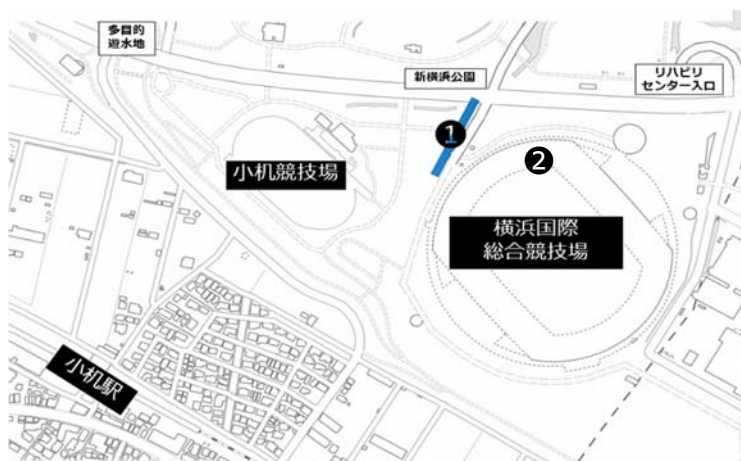 多目的
遊水地
新横浜公園
リハビリ
センター入口
❶
❷
小机競技場
横浜国際
総合競技場
小机駅